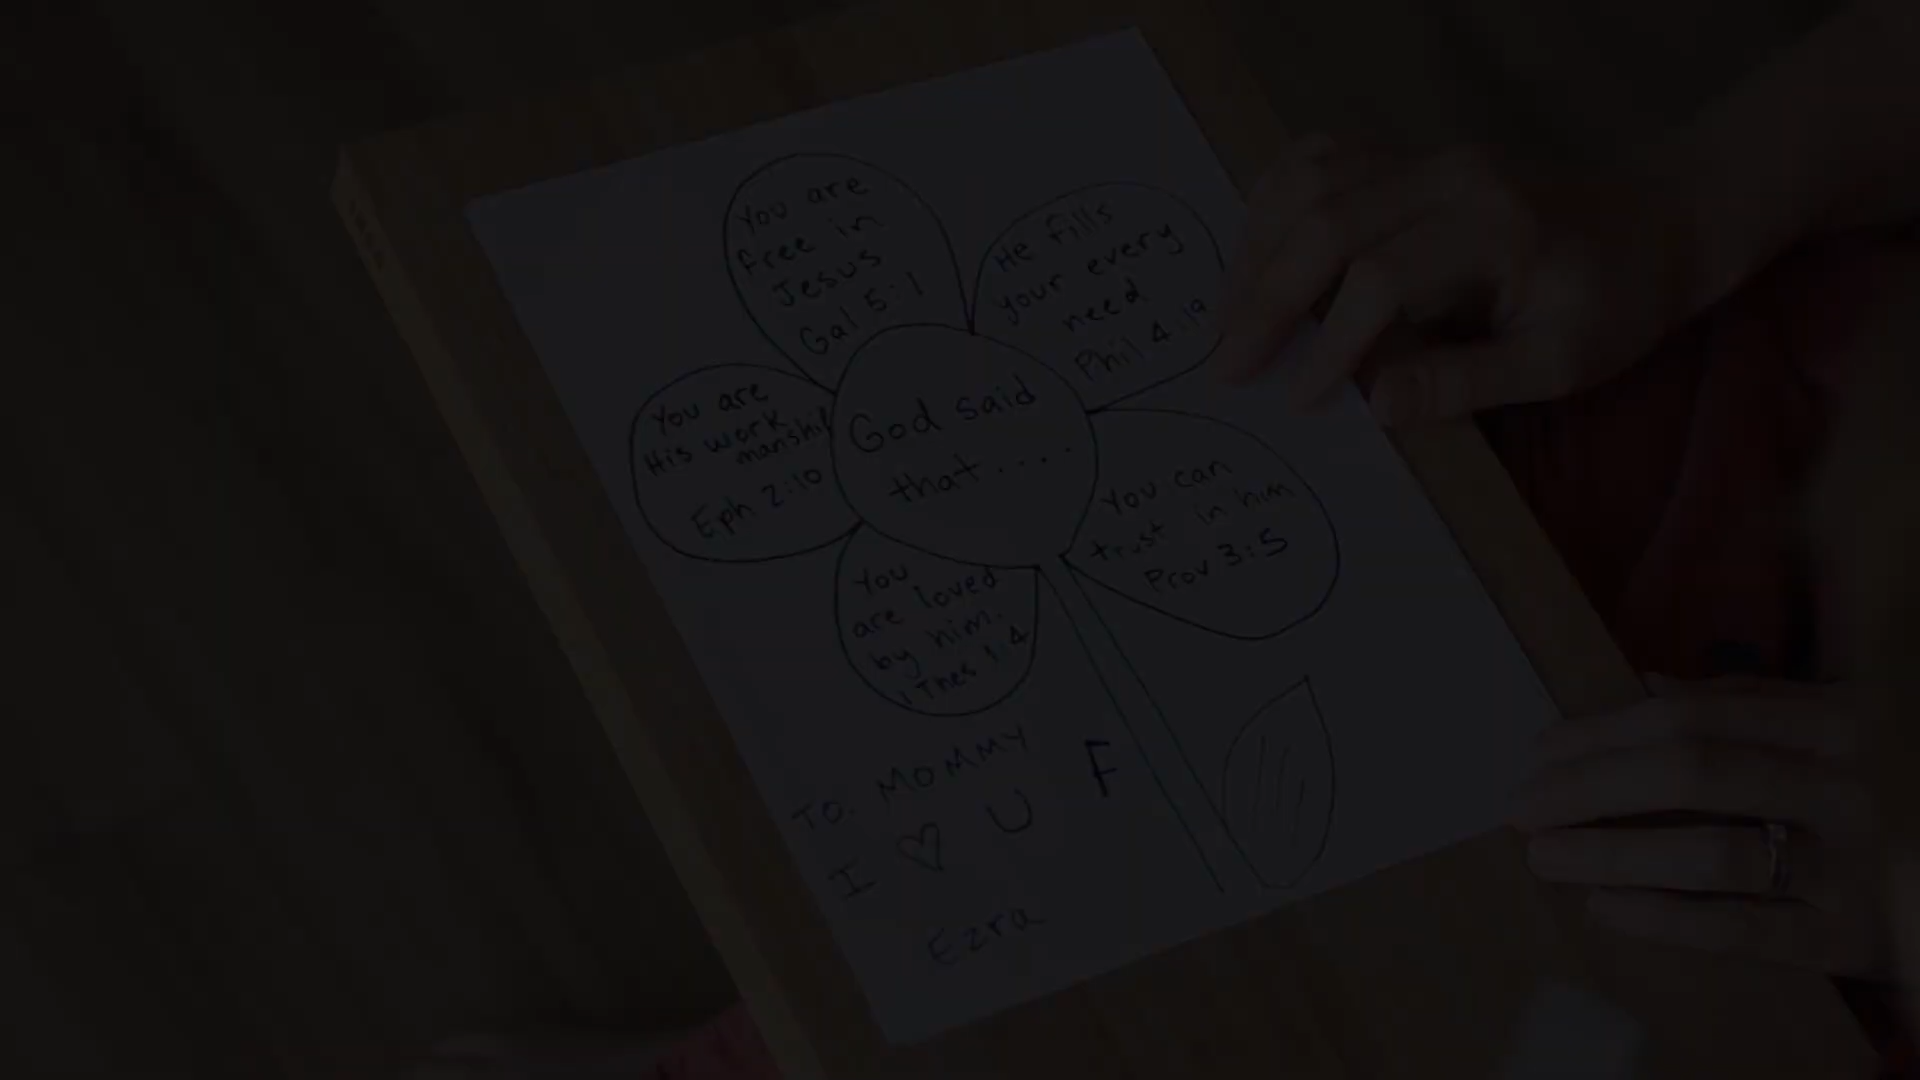 God said
that ....
You are
free in
Jesus
Gal 5:1
He fills
your every
need
Phil 4:19
You can
trust in him
Prov 3:5
You
are loved
by him.
1 Thes 1:4
You are
His work
manship
Eph 2:10
To. MOMMY
I ♡ U F
Ezra